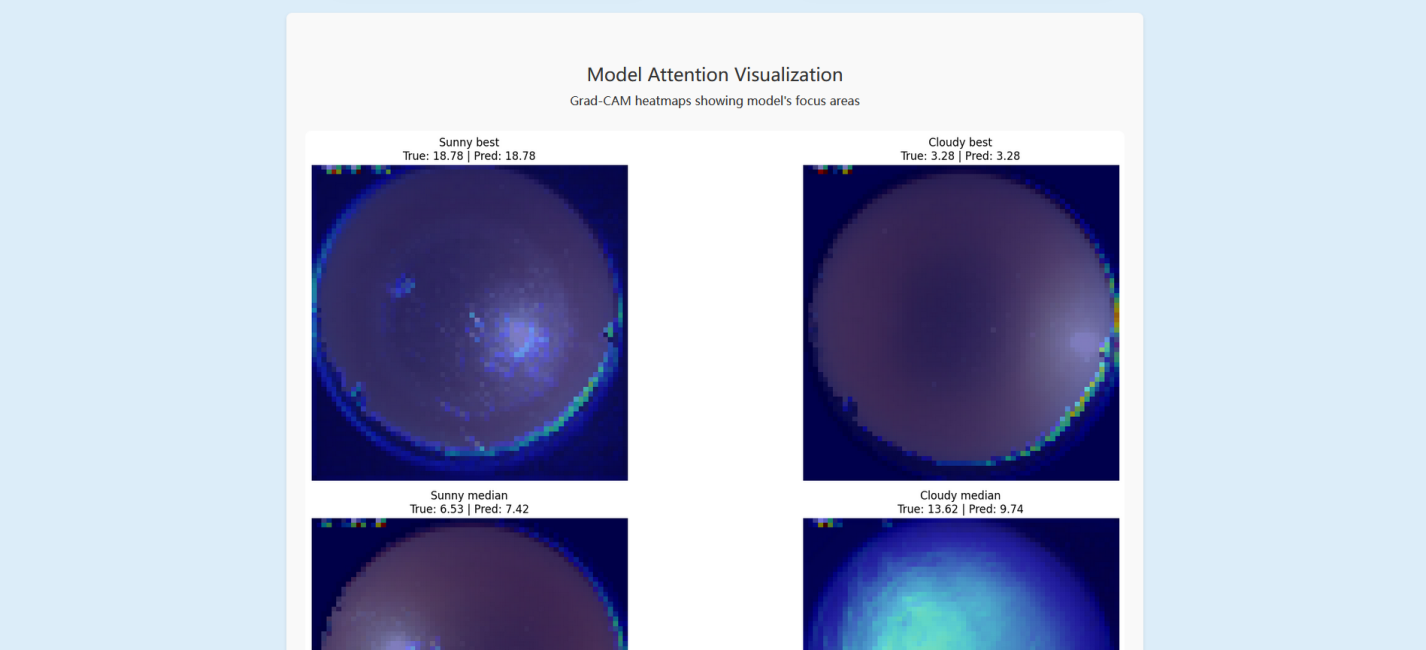 Model Attention Visualization
Grad-CAM heatmaps showing model's focus areas
Sunny best
True: 18.78 | Pred: 18.78
Cloudy best
True: 3.28 | Pred: 3.28
Sunny median
True: 6.53 | Pred: 7.42
Cloudy median
True: 13.62 | Pred: 9.74